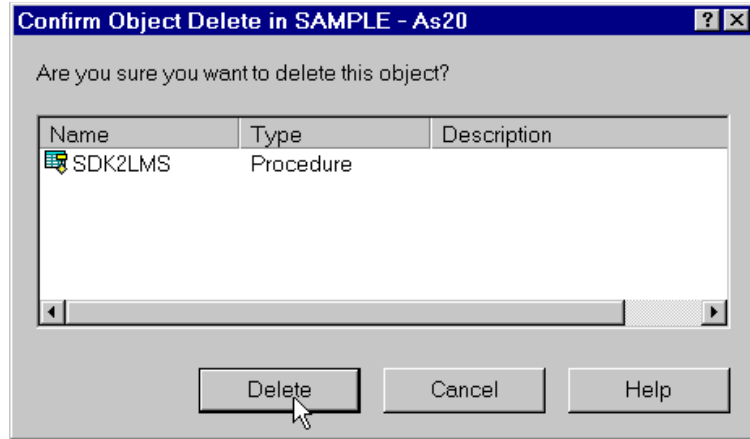 Confirm Object Delete in SAMPLE - As20
Are you sure you want to delete this object?
Name Type Description
SDK2LMS Procedure
Delete Cancel Help